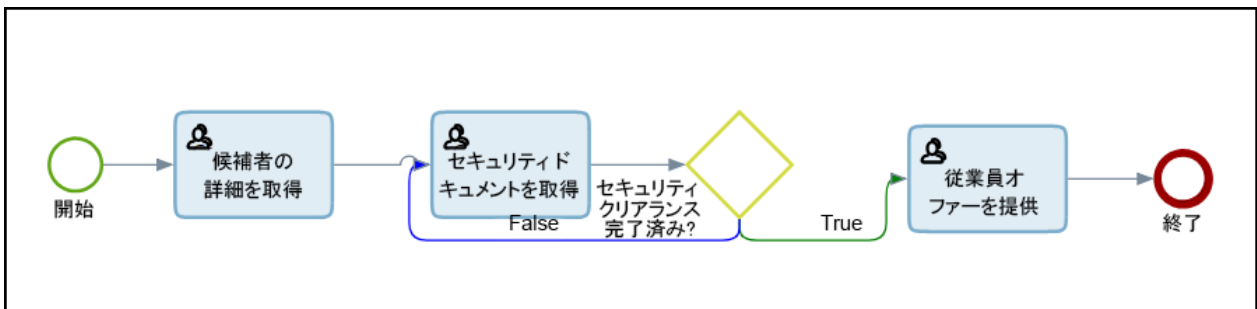 開始
候補者の
詳細を取得
セキュリティド
キュメントを取得
セキュリティ
クリアランス
完了済み?
False
True
従業員オ
ファーを提供
終了